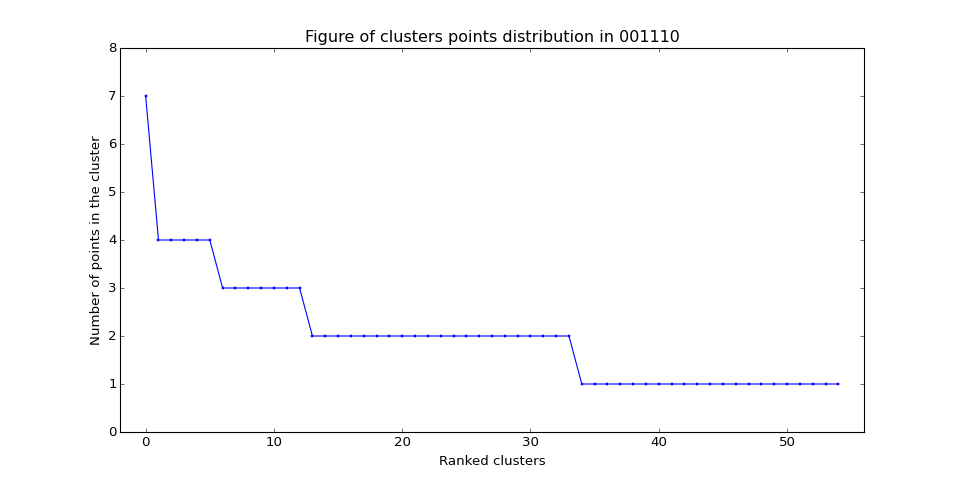 Figure of clusters points distribution in 001110
8
7
6
5
4
3
2
1
0
Number of points in the cluster
0 10 20 30 40 50
Ranked clusters